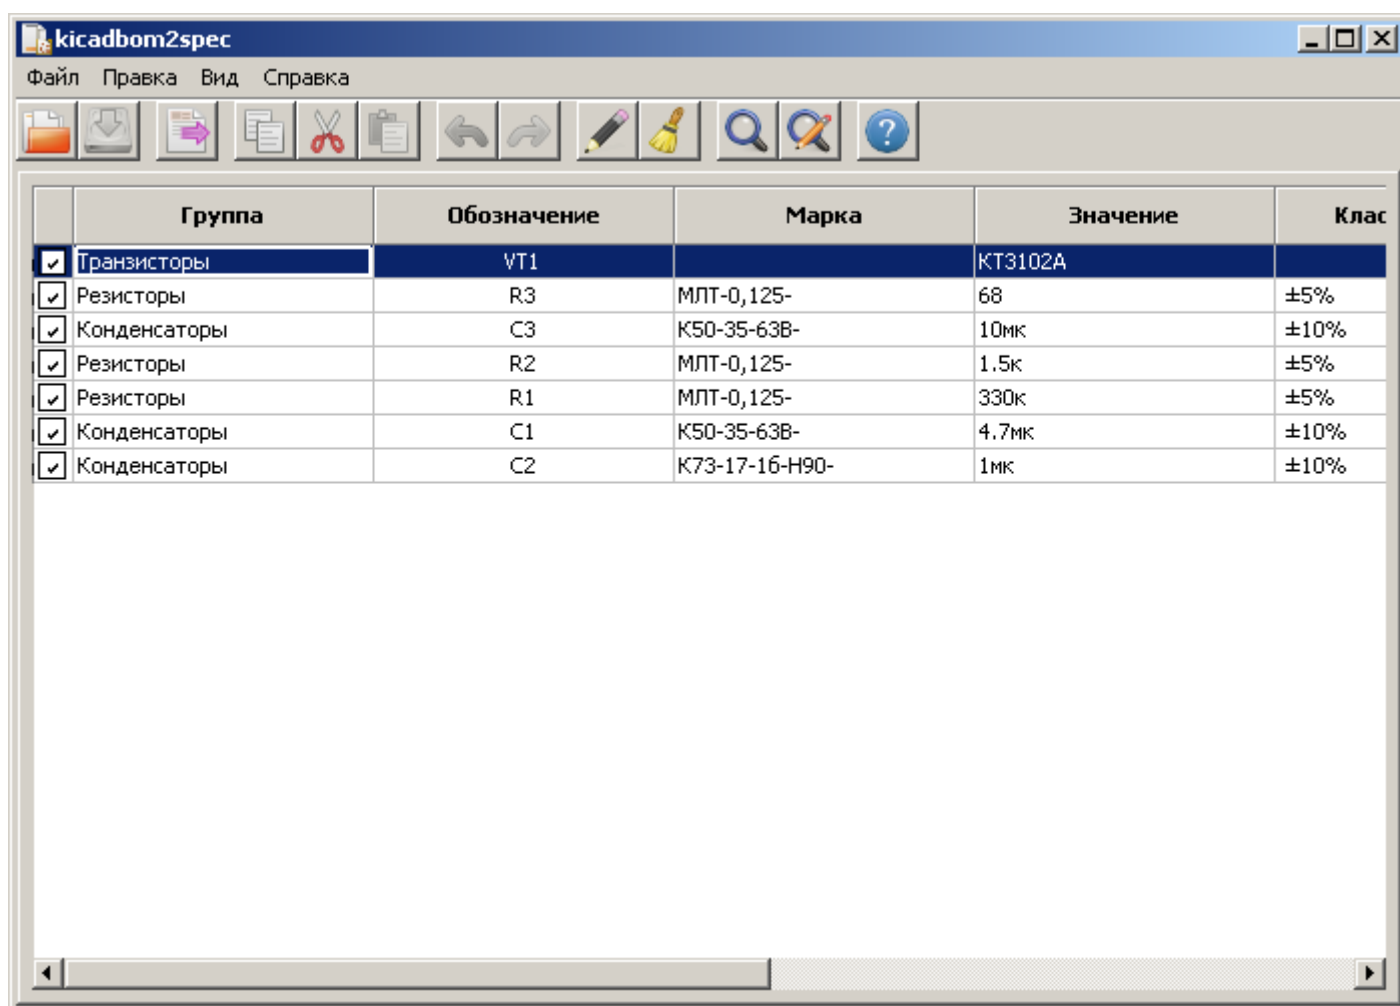 kicadbom2spec
Файл Правка Вид Справка
Группа Обозначение Марка Значение Клас
Транзисторы VT1 КТ3102А
Резисторы R3 МЛТ-0,125- 68 ±5%
Конденсаторы C3 К50-35-63В- 10мк ±10%
Резисторы R2 МЛТ-0,125- 1.5к ±5%
Резисторы R1 МЛТ-0,125- 330к ±5%
Конденсаторы C1 К50-35-63В- 4.7мк ±10%
Конденсаторы C2 К73-17-1б-Н90- 1мк ±10%